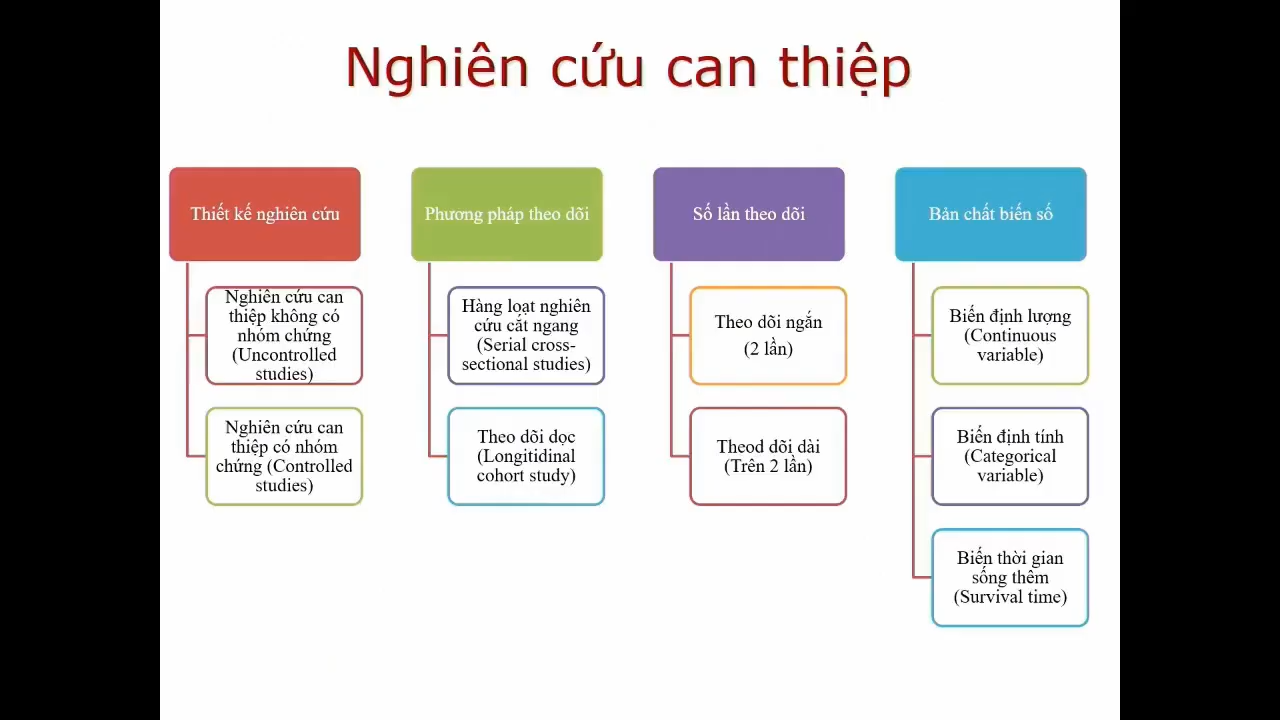 Nghiên cứu can thiệp
Thiết kế nghiên cứu
Nghiên cứu can
thiệp không có
nhóm chứng
(Uncontrolled
studies)
Nghiên cứu can
thiệp có nhóm
chứng (Controlled
studies)
Phương pháp theo dõi
Hàng loạt nghiên
cứu cắt ngang
(Serial cross-
sectional studies)
Theo dõi dọc
(Longitidinal
cohort study)
Số lần theo dõi
Theo dõi ngắn
(2 lần)
Theod dõi dài
(Trên 2 lần)
Bản chất biến số
Biến định lượng
(Continuous
variable)
Biến định tính
(Categorical
variable)
Biến thời gian
sống thêm
(Survival time)